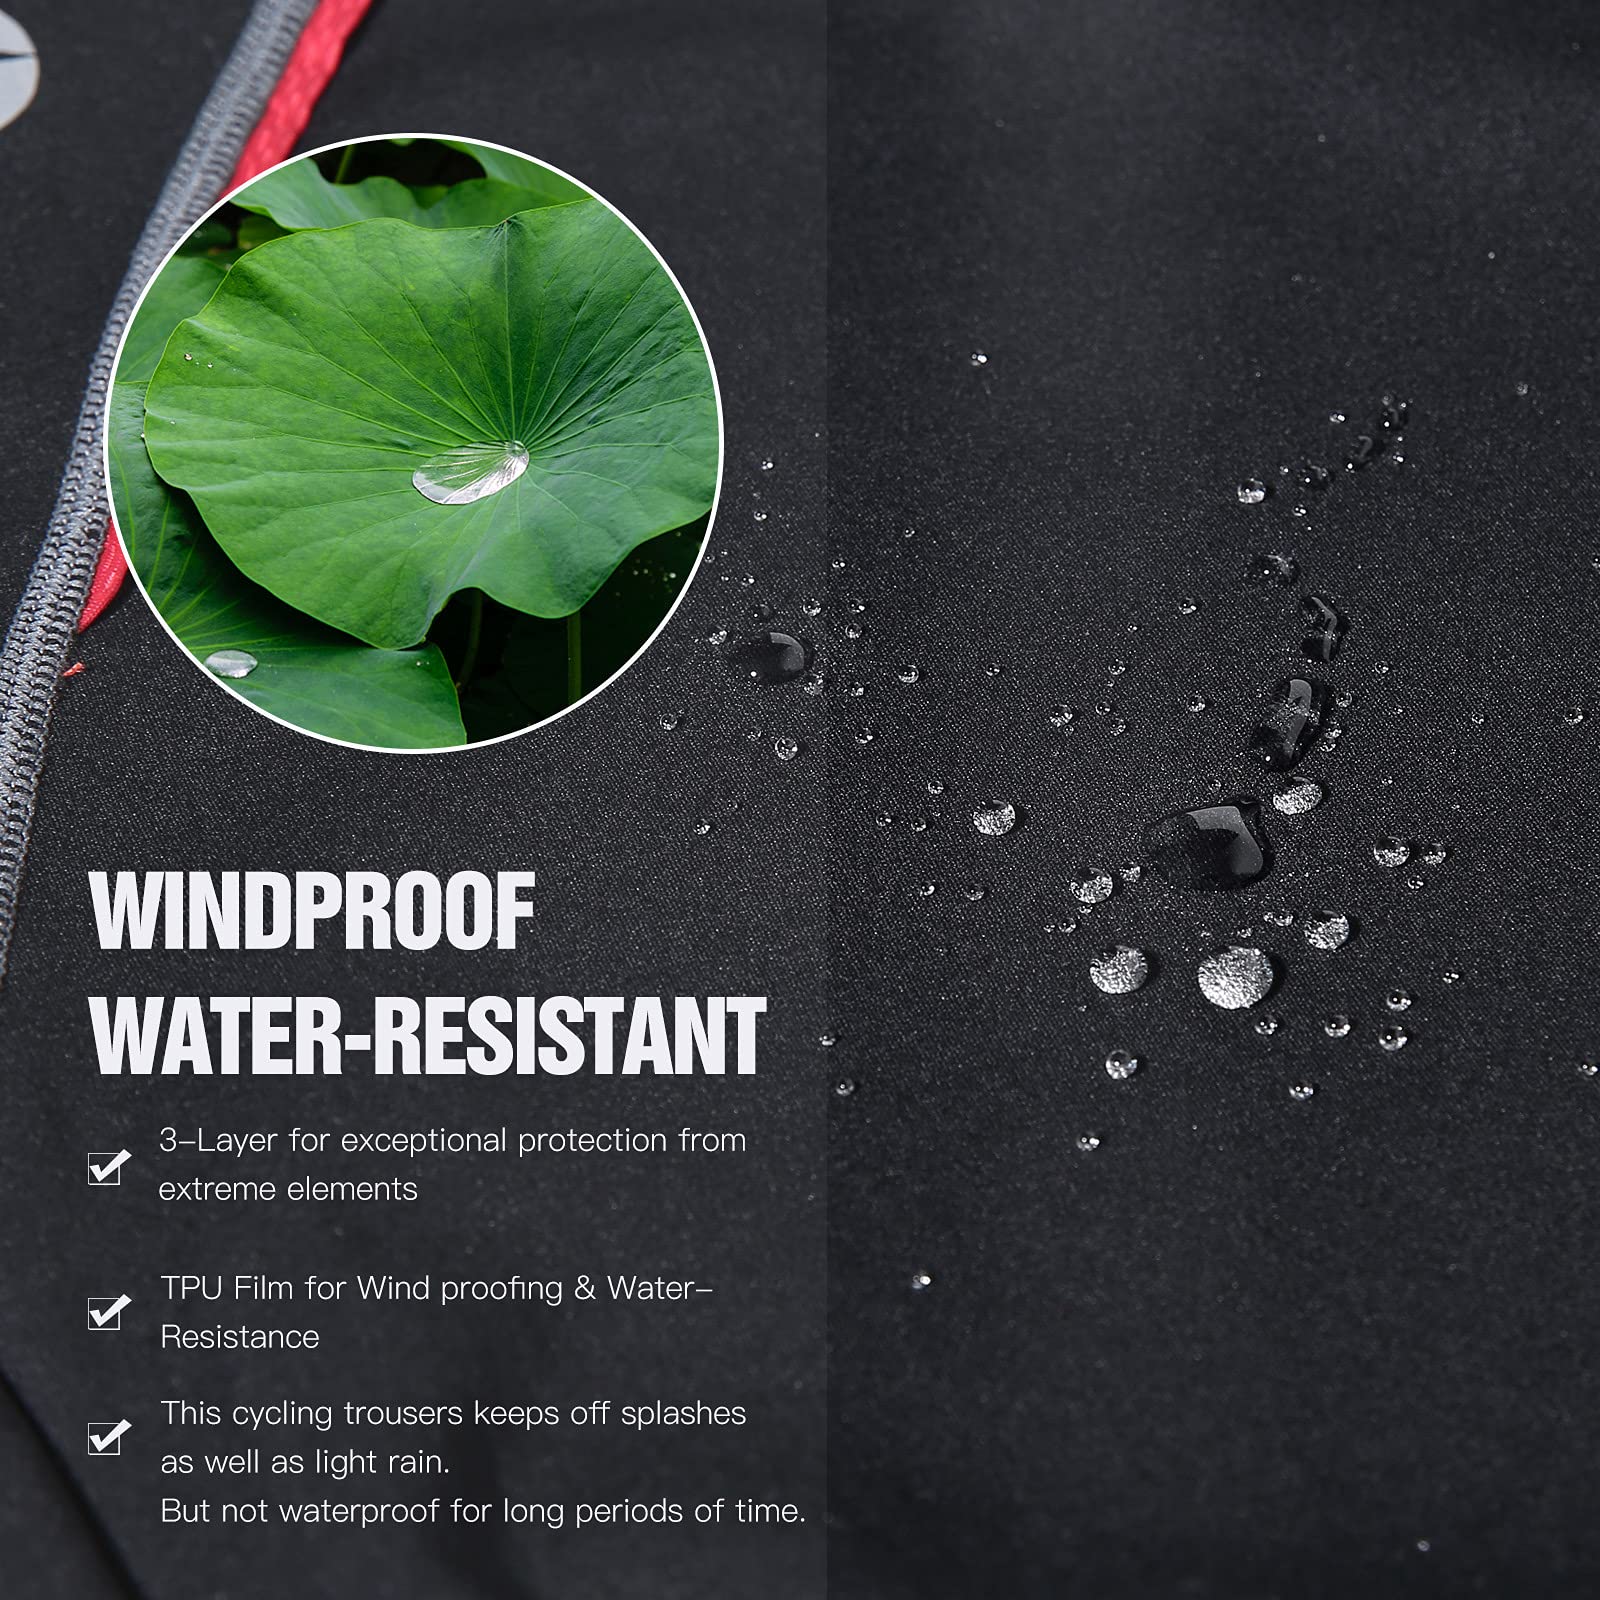 WINDPROOF
WATER-RESISTANT
3-Layer for exceptional protection from
extreme elements
TPU Film for Wind proofing & Water-
Resistance
This cycling trousers keeps off splashes
as well as light rain.
But not waterproof for long periods of time.